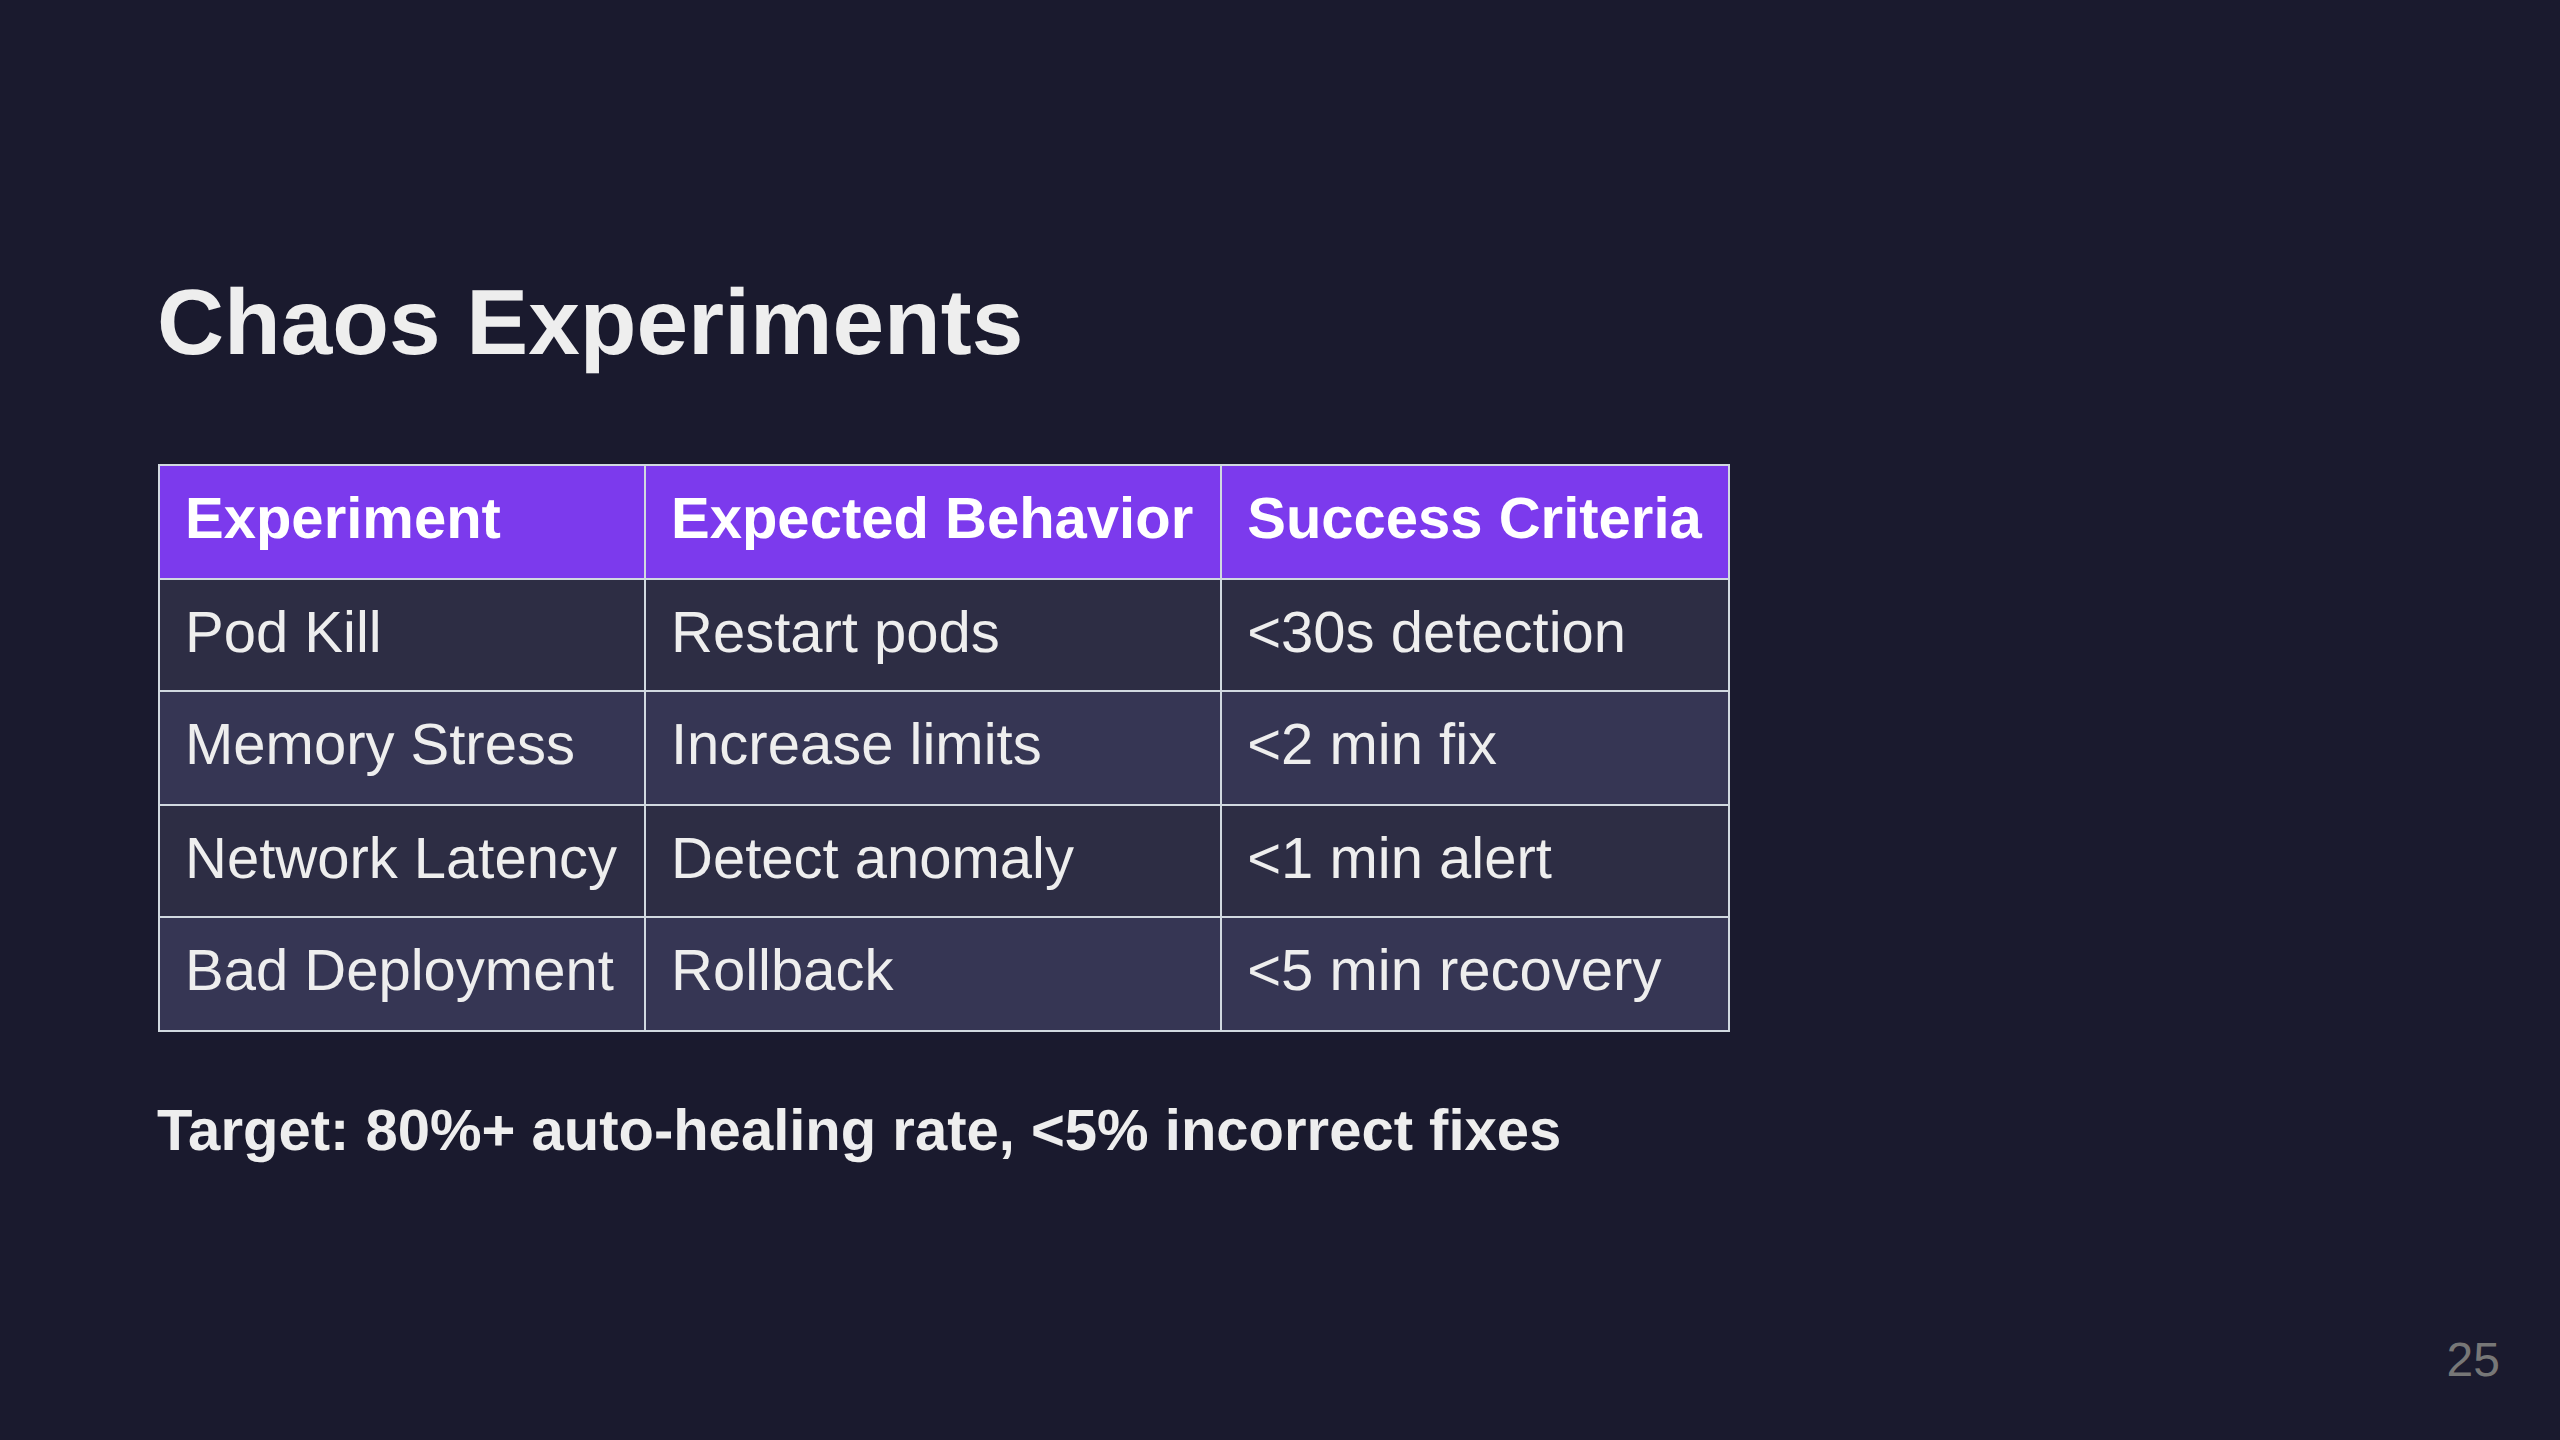 Chaos Experiments
Experiment Expected Behavior Success Criteria
Pod Kill Restart pods <30s detection
Memory Stress Increase limits <2 min fix
Network Latency Detect anomaly <1 min alert
Bad Deployment Rollback <5 min recovery
Target: 80%+ auto-healing rate, <5% incorrect fixes
25